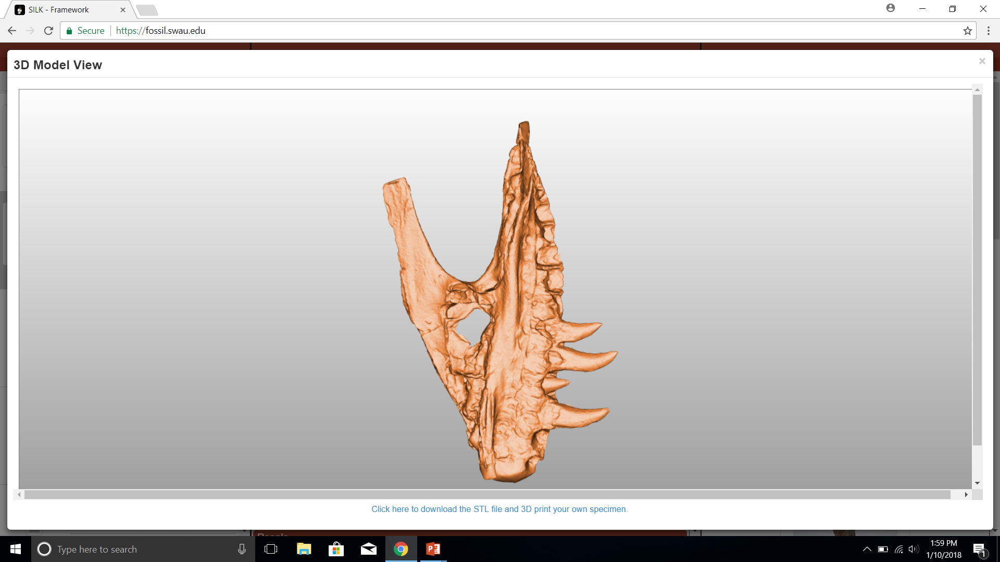 SILK - Framework
Secure
https://fossil.swau.edu
3D Model View
Click here to download the STL file and 3D print your own specimen.
Type here to search
1:59 PM
1/10/2018
1